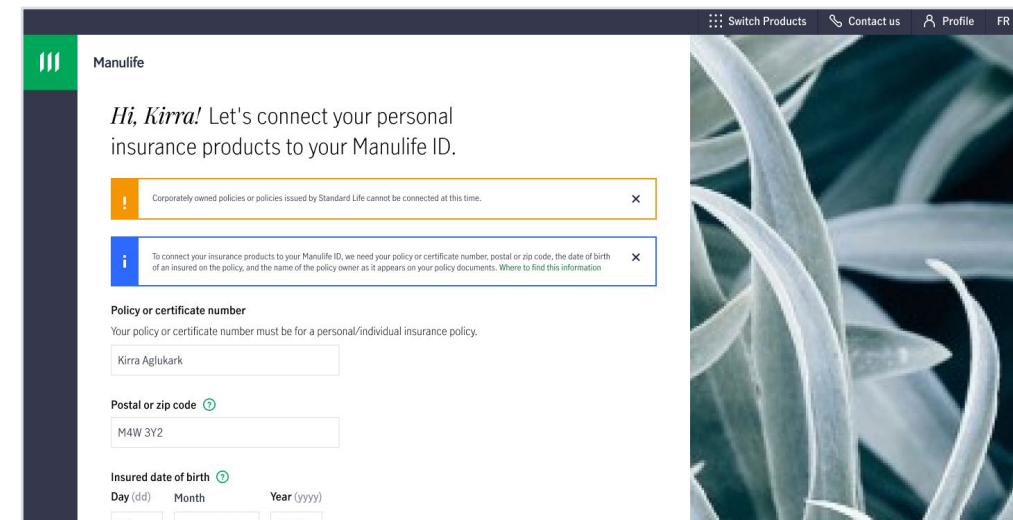 Switch Products Contact us Profile FR
Manulife
Hi, Kirra! Let's connect your personal
insurance products to your Manulife ID.
! Corporately owned policies or policies issued by Standard Life cannot be connected at this time. ×
i To connect your insurance products to your Manulife ID, we need your policy or certificate number, postal or zip code, the date of birth ×
of an insured on the policy, and the name of the policy owner as it appears on your policy documents. Where to find this information
Policy or certificate number
Your policy or certificate number must be for a personal/individual insurance policy.
Kirra Aglukark
Postal or zip code ?
M4W 3Y2
Insured date of birth ?
Day (dd) Month Year (yyyy)